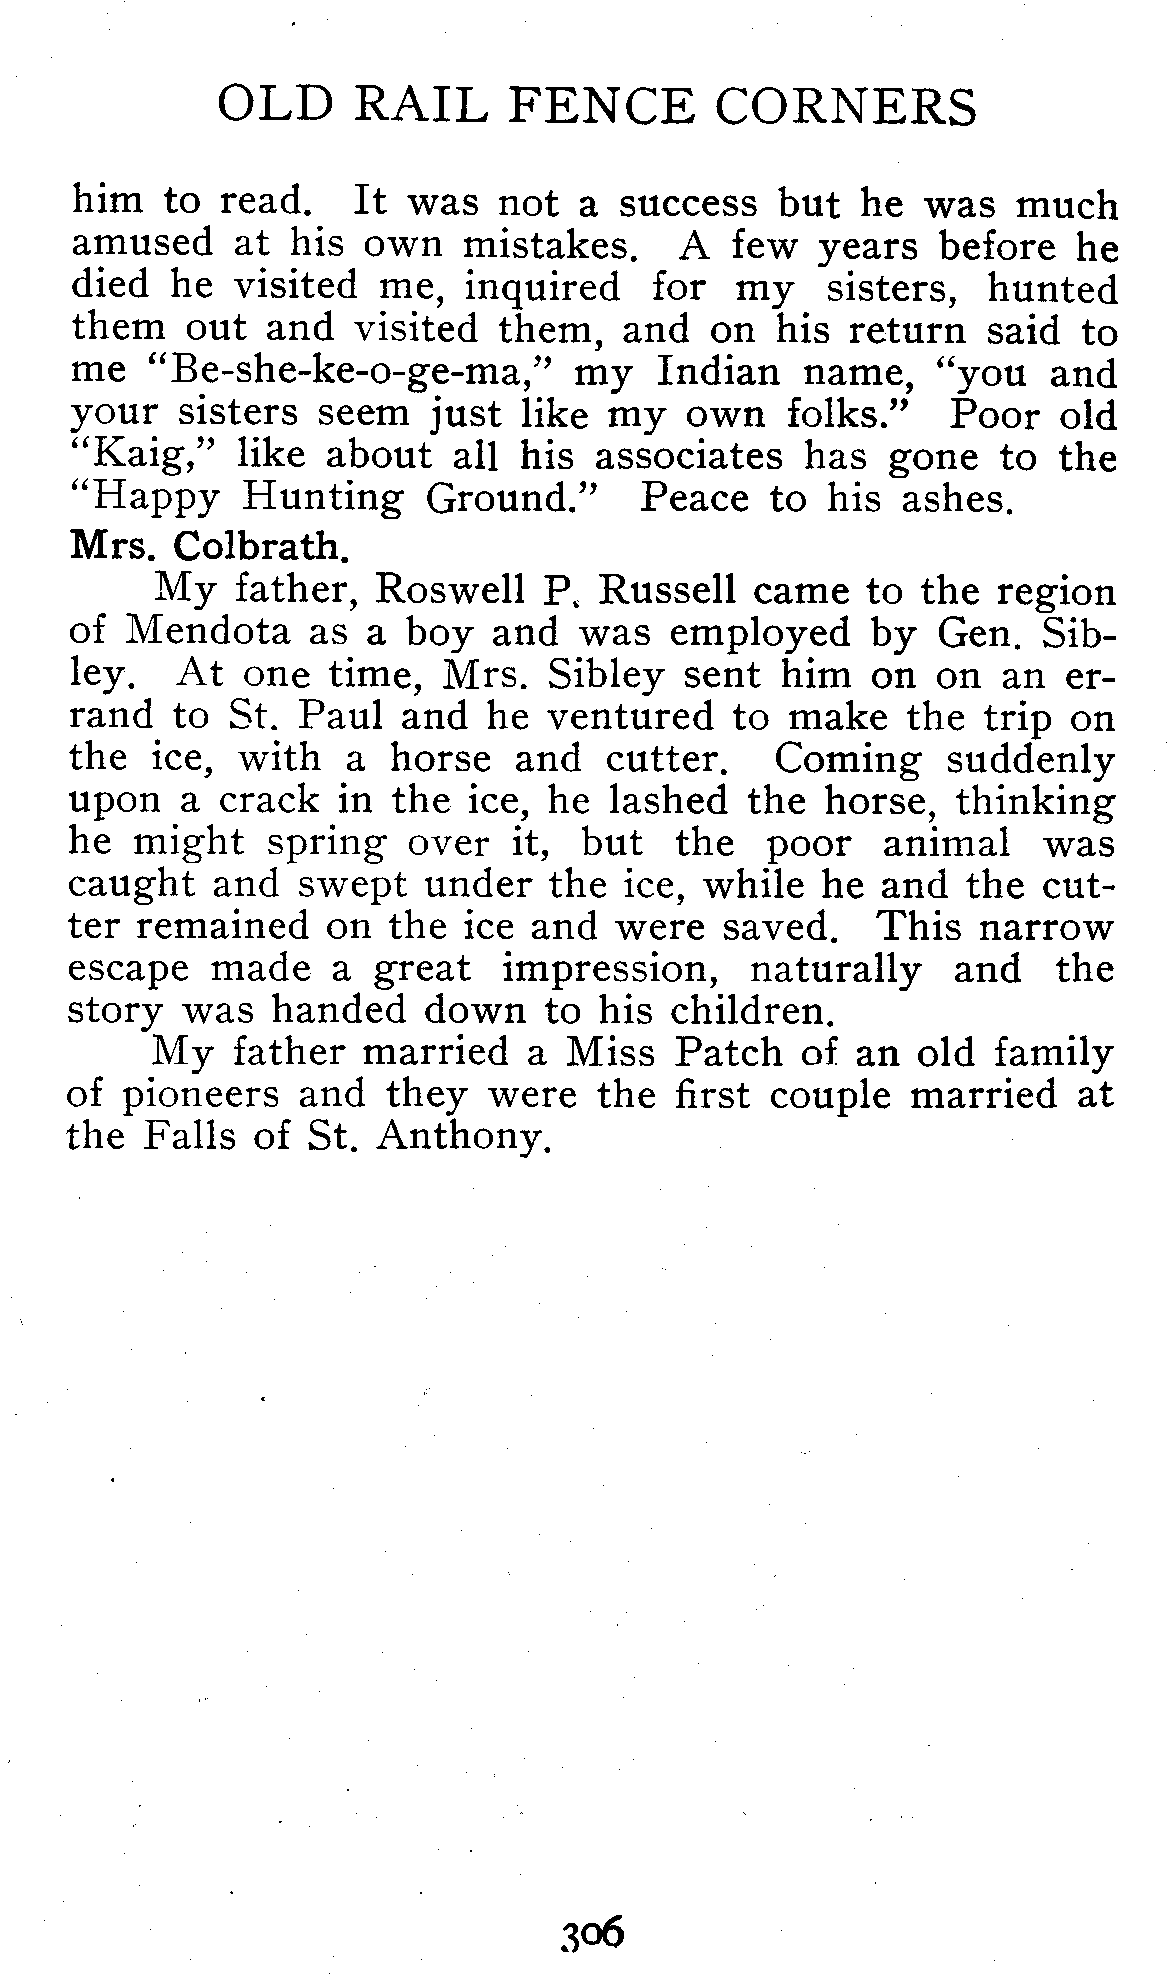 OLD RAIL FENCE CORNERS
him to read. It was not a success but he was much
amused at his own mistakes. A few years before he
died he visited me, inquired for my sisters, hunted
them out and visited them, and on his return said to
me “Be-she-ke-o-ge-ma,” my Indian name, “you and
your sisters seem just like my own folks.” Poor old
“Kaig,” like about all his associates has gone to the
“Happy Hunting Ground.” Peace to his ashes.
Mrs. Colbrath.
My father, Roswell P. Russell came to the region
of Mendota as a boy and was employed by Gen. Sib-
ley. At one time, Mrs. Sibley sent him on on an er-
rand to St. Paul and he ventured to make the trip on
the ice, with a horse and cutter. Coming suddenly
upon a crack in the ice, he lashed the horse, thinking
he might spring over it, but the poor animal was
caught and swept under the ice, while he and the cut-
ter remained on the ice and were saved. This narrow
escape made a great impression, naturally and the
story was handed down to his children.
My father married a Miss Patch of an old family
of pioneers and they were the first couple married at
the Falls of St. Anthony.
306